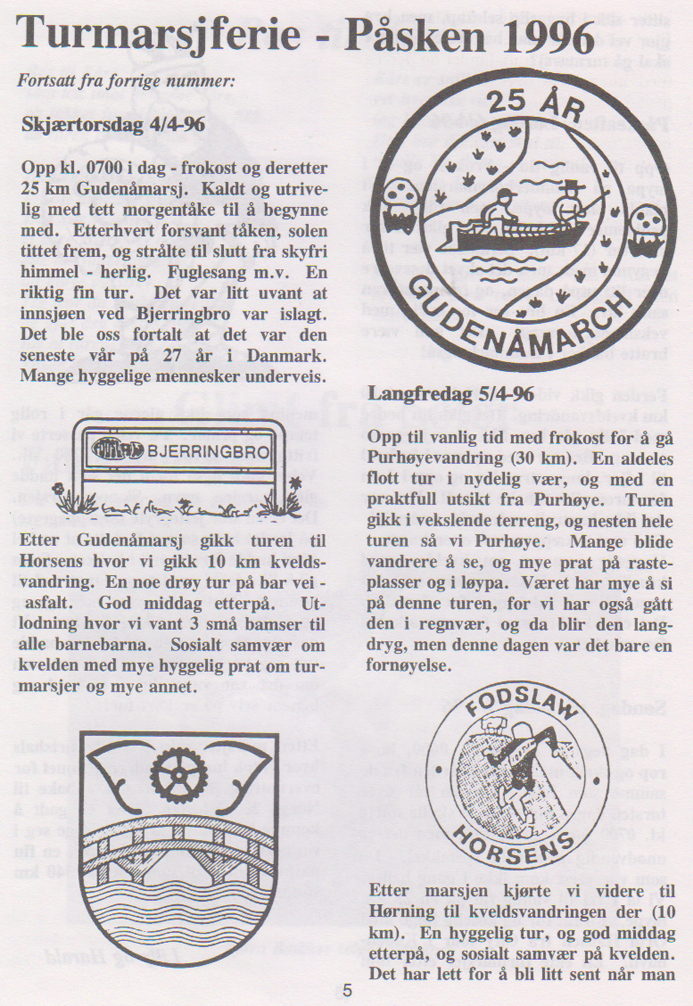 Turmarsjferie - Påsken 1996
Fortsatt fra forrige nummer:
Skjærtorsdag 4/4-96
Opp kl. 0700 i dag - frokost og deretter
25 km Gudenåmarsj. Kaldt og utrive-
lig med tett morgentåke til å begynne
med. Etterhvert forsvant tåken, solen
tittet frem, og strålte til slutt fra skyfri
himmel - herlig. Fuglesang m.v. En
riktig fin tur. Det var litt uvant at
innsjøen ved Bjerringbro var islagt.
Det ble oss fortalt at det var den
seneste vår på 27 år i Danmark.
Mange hyggelige mennesker underveis.
BJERRINGBRO
Etter Gudenåmarsj gikk turen til
Horsens hvor vi gikk 10 km kvelds-
vandring. En noe drøy tur på bar vei -
asfalt. God middag etterpå. Ut-
lodning hvor vi vant 3 små bamser til
alle barnebarna. Sosialt samvær om
kvelden med mye hyggelig prat om tur-
marsjer og mye annet.
25 ÅR
GUDENÅMARCH
Langfredag 5/4-96
Opp til vanlig tid med frokost for å gå
Purhøyevandring (30 km). En aldeles
flott tur i nydelig vær, og med en
praktfull utsikt fra Purhøye. Turen
gikk i vekslende terreng, og nesten hele
turen så vi Purhøye. Mange blide
vandrere å se, og mye prat på raste-
plasser og i løypa. Været har mye å si
på denne turen, for vi har også gått
den i regnvær, og da blir den lang-
dryg, men denne dagen var det bare en
fornøyelse.
FODSLAW
HORSENS
Etter marsjen kjørte vi videre til
Hørning til kveldsvandringen der (10
km). En hyggelig tur, og god middag
etterpå, og sosialt samvær på kvelden.
Det har lett for å bli litt sent når man
5